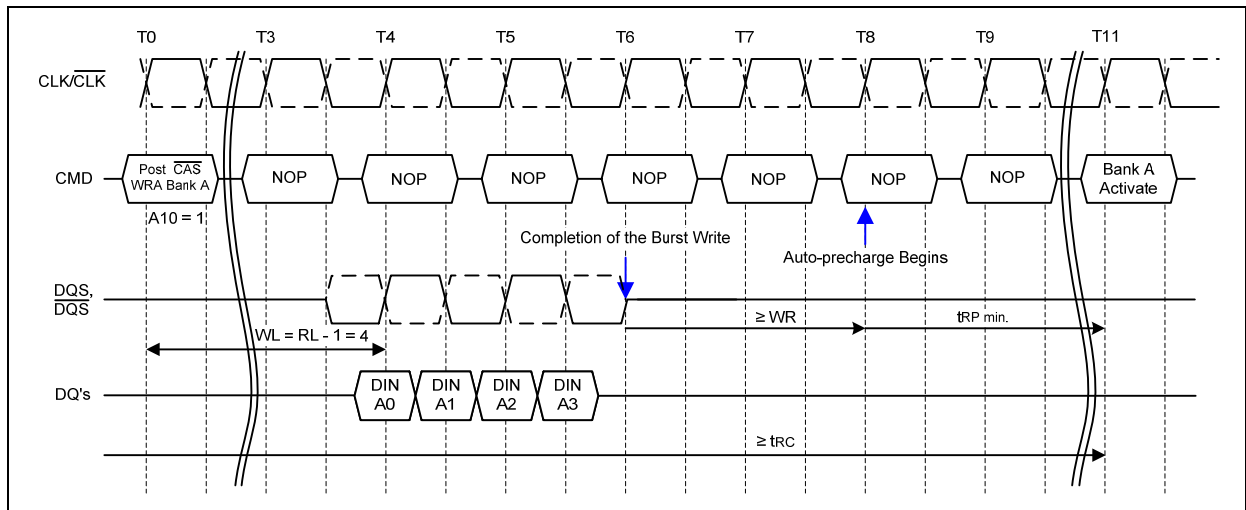 T0 T3 T4 T5 T6 T7 T8 T9 T11
CLK/CLK
CMD
Post CAS
WRA Bank A
NOP NOP NOP NOP NOP NOP NOP
Bank A
Activate
A10 = 1
Completion of the Burst Write
Auto-precharge Begins
DQS,
DQS
≥ WR
tRP min.
WL = RL - 1 = 4
DQ's
DIN
A0
DIN
A1
DIN
A2
DIN
A3
≥ tRC